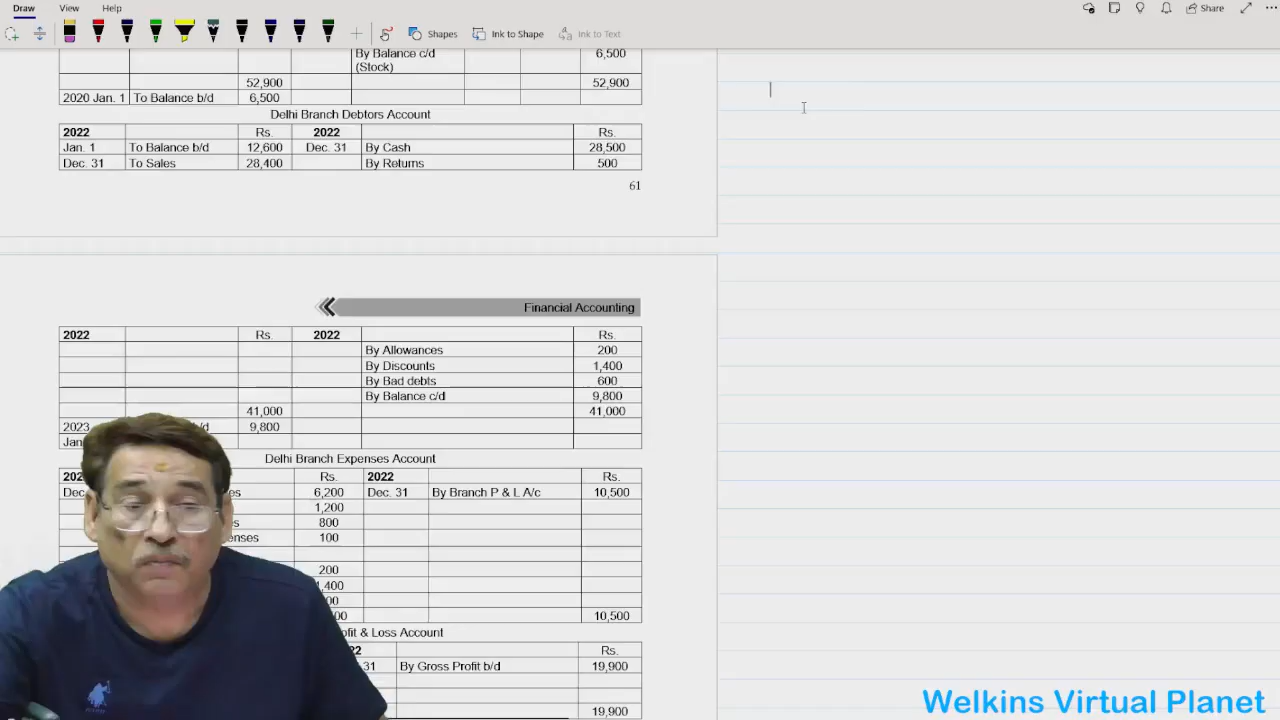 Draw View Help
Shapes Ink to Shape Ink to Text Share
By Balance c/d 6,500
(Stock)
52,900 52,900
2020 Jan. 1 To Balance b/d 6,500
Delhi Branch Debtors Account
2022 Rs. 2022 Rs.
Jan. 1 To Balance b/d 12,600 Dec. 31 By Cash 28,500
Dec. 31 To Sales 28,400 By Returns 500
61
Financial Accounting
2022 Rs. 2022 Rs.
By Allowances 200
By Discounts 1,400
By Bad debts 600
By Balance c/d 9,800
41,000 41,000
2023 9,800
Jan
Delhi Branch Expenses Account
Rs. 2022 Rs.
6,200 Dec. 31 By Branch P & L A/c 10,500
1,200
800
100
200
10,500
& Loss Account
Rs.
31 By Gross Profit b/d 19,900
19,900
Welkins Virtual Planet